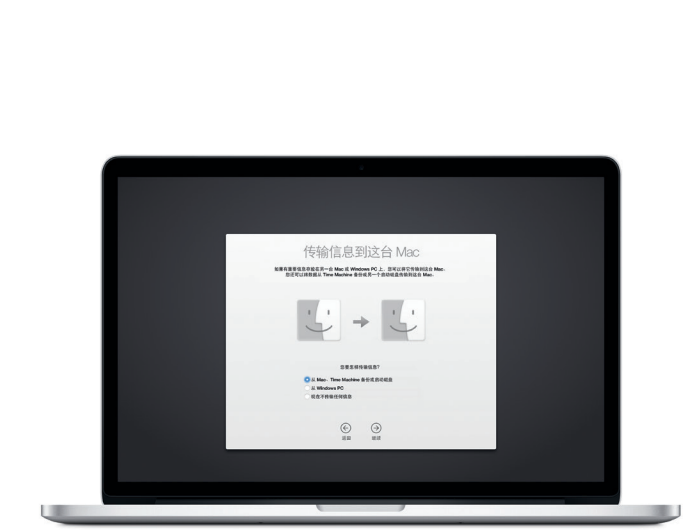 传输信息到这台 Mac
如果有重要信息存储在另一台 Mac 或 Windows PC 上，您可以将它传输到这台 Mac。
您还可以将数据从 Time Machine 备份或另一个启动磁盘传输到这台 Mac。
您要怎样传输信息?
从 Mac、Time Machine 备份或启动磁盘
从 Windows PC
现在不传输任何信息
返回
继续